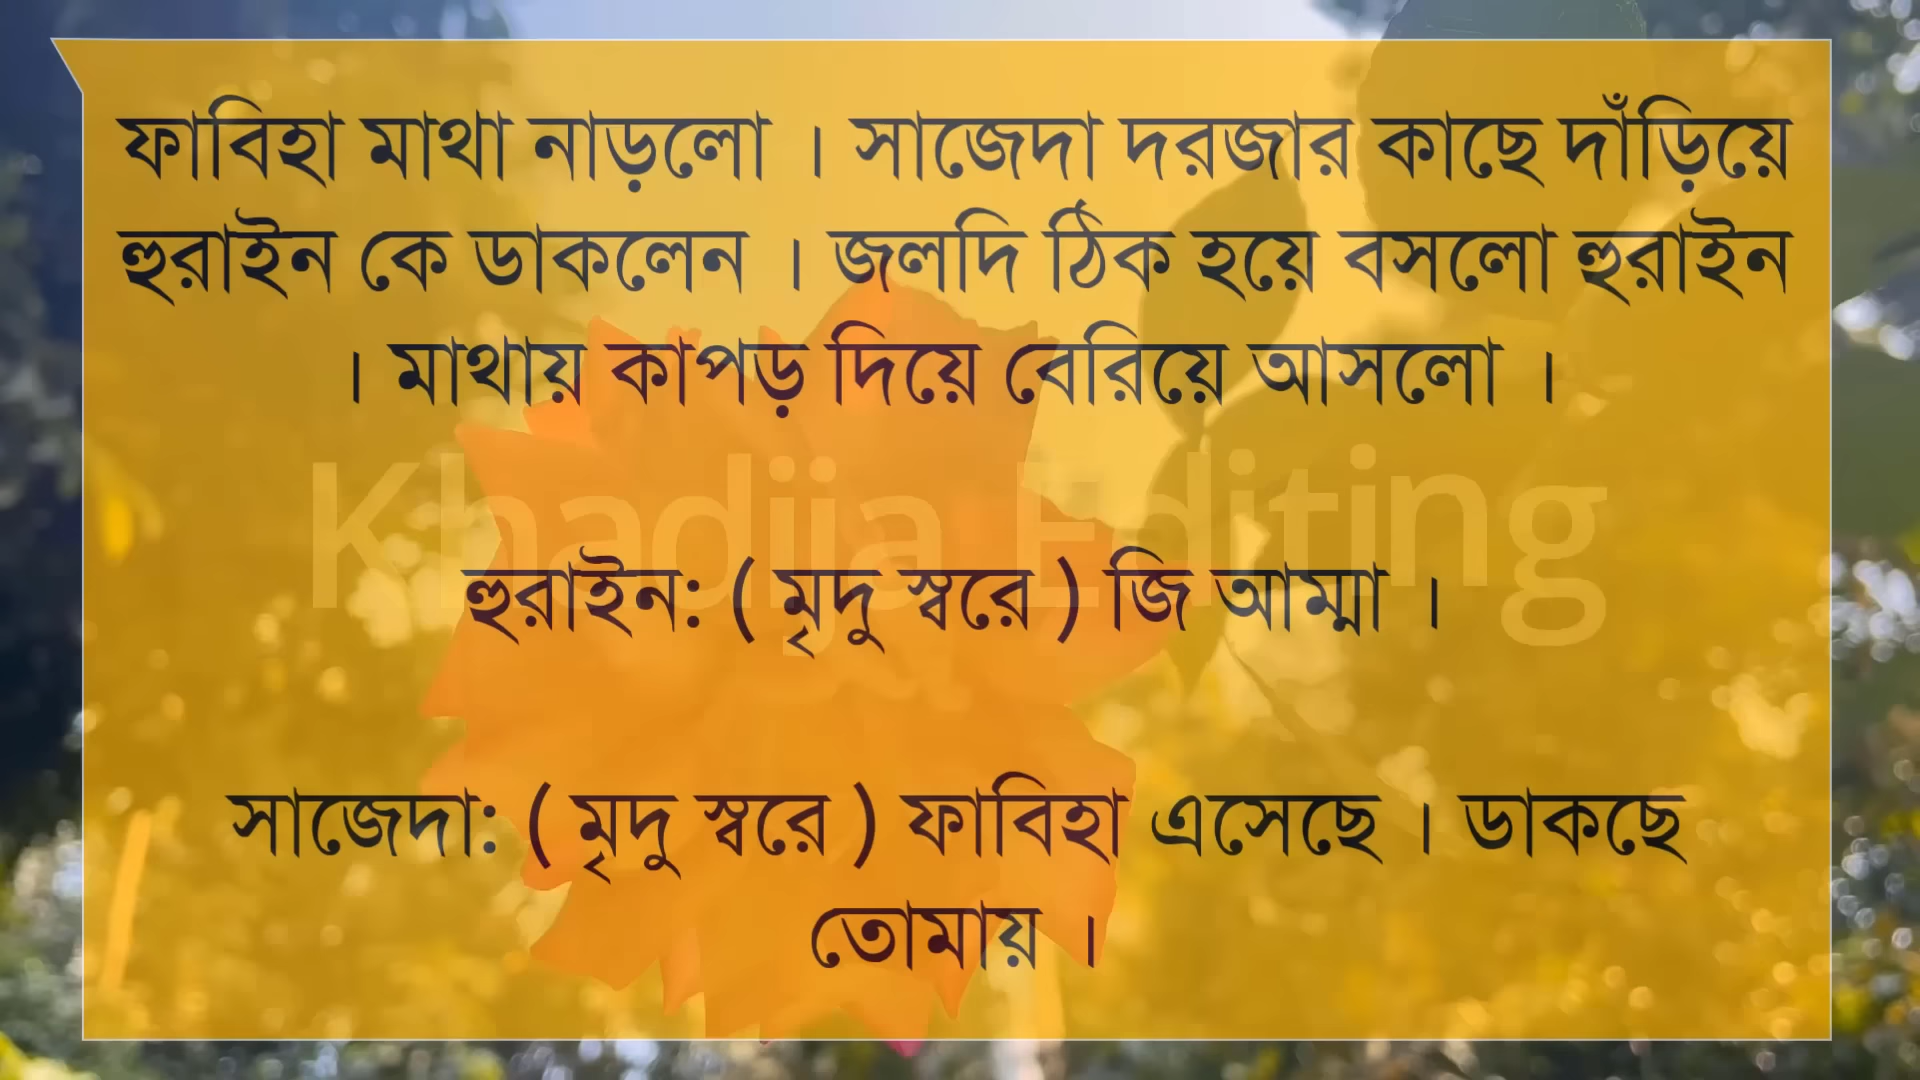 ফাবিহা মাথা নাড়লো । সাজেদা দরজার কাছে দাঁড়িয়ে
হুরাইন কে ডাকলেন । জলদি ঠিক হয়ে বসলো হুরাইন
। মাথায় কাপড় দিয়ে বেরিয়ে আসলো ।
Khadija Editing
হুরাইন: ( মৃদু স্বরে ) জি আম্মা ।
সাজেদা: ( মৃদু স্বরে ) ফাবিহা এসেছে । ডাকছে
তোমায় ।